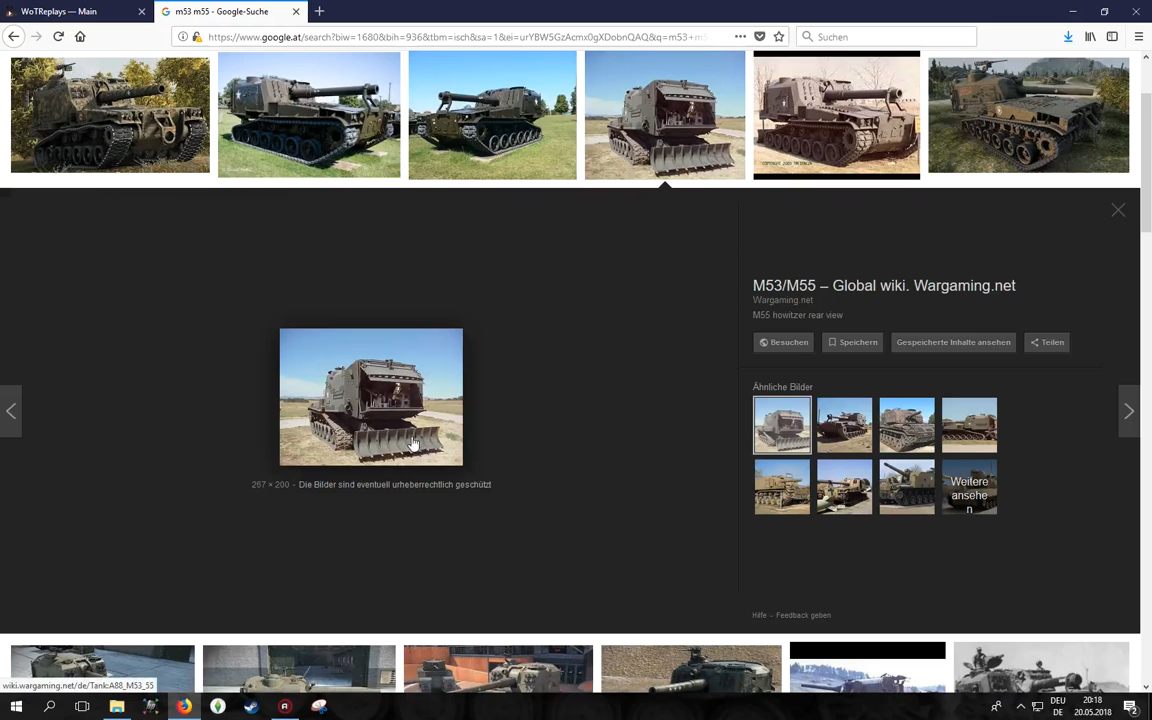 WoTReplays — Main
m53 m55 - Google-Suche
https://www.google.at/search?biw=1680&bih=936&tbm=isch&sa=1&ei=urYBW5GzAcmx0gXDobnQAQ&q=m53+m5
Suchen
M53/M55 – Global wiki. Wargaming.net
Wargaming.net
M55 howitzer rear view
Besuchen
Speichern
Gespeicherte Inhalte ansehen
Teilen
Ähnliche Bilder
Weitere
ansehe
n
267 × 200 - Die Bilder sind eventuell urheberrechtlich geschützt
Hilfe - Feedback geben
wiki.wargaming.net/de/Tank:A88_M53_55
DEU
DE
20:18
20.05.2018
2